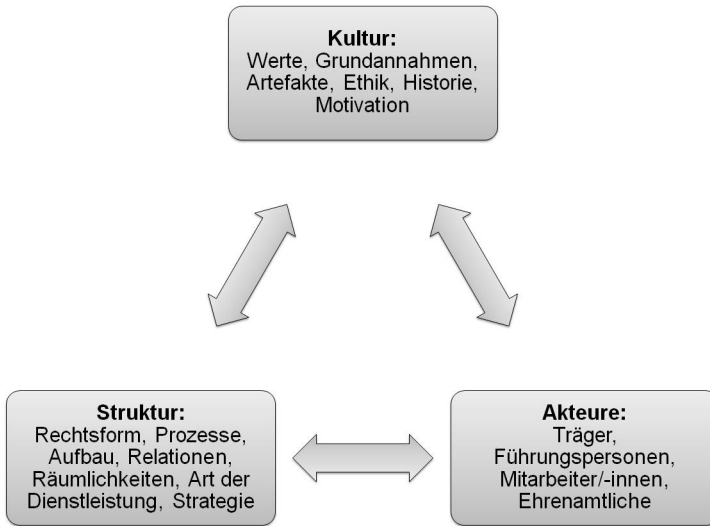 Kultur:
Werte, Grundannahmen,
Artefakte, Ethik, Historie,
Motivation
Struktur:
Rechtsform, Prozesse,
Aufbau, Relationen,
Räumlichkeiten, Art der
Dienstleistung, Strategie
Akteure:
Träger,
Führungspersonen,
Mitarbeiter/-innen,
Ehrenamtliche